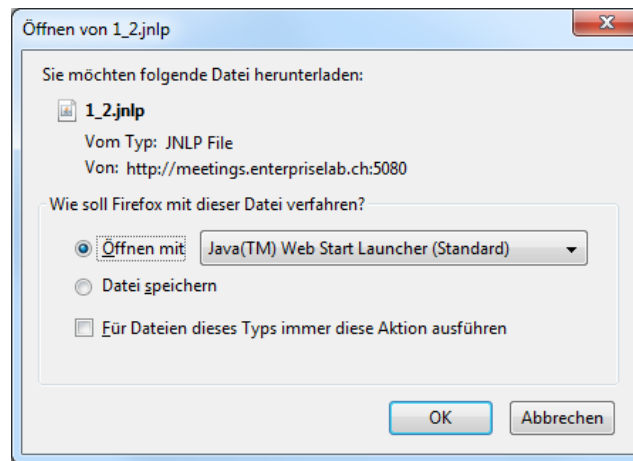 Öffnen von 1_2.jnlp
Sie möchten folgende Datei herunterladen:
1_2.jnlp
Vom Typ: JNLP File
Von: http://meetings.enterpriselab.ch:5080
Wie soll Firefox mit dieser Datei verfahren?
Öffnen mit Java(TM) Web Start Launcher (Standard)
Datei speichern
Für Dateien dieses Typs immer diese Aktion ausführen
OK Abbrechen